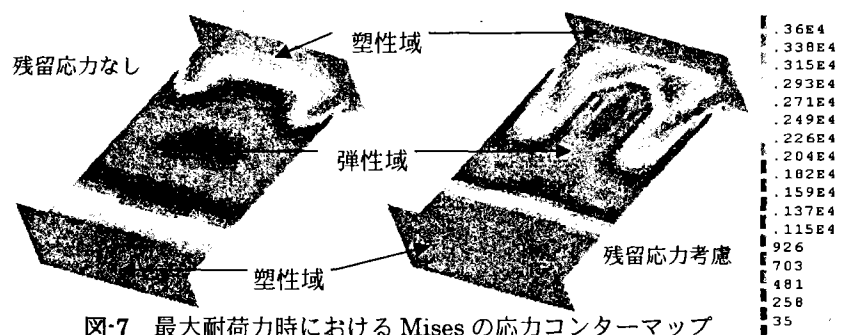 塑性域
残留応力なし
弾性域
残留応力考慮
塑性域
図-7 最大耐荷力時における Mises の応力コンターマップ
.36E4
.338E4
.315E4
.293E4
.271E4
.249E4
.226E4
.204E4
.182E4
.159E4
.137E4
.115E4
926
703
481
258
35